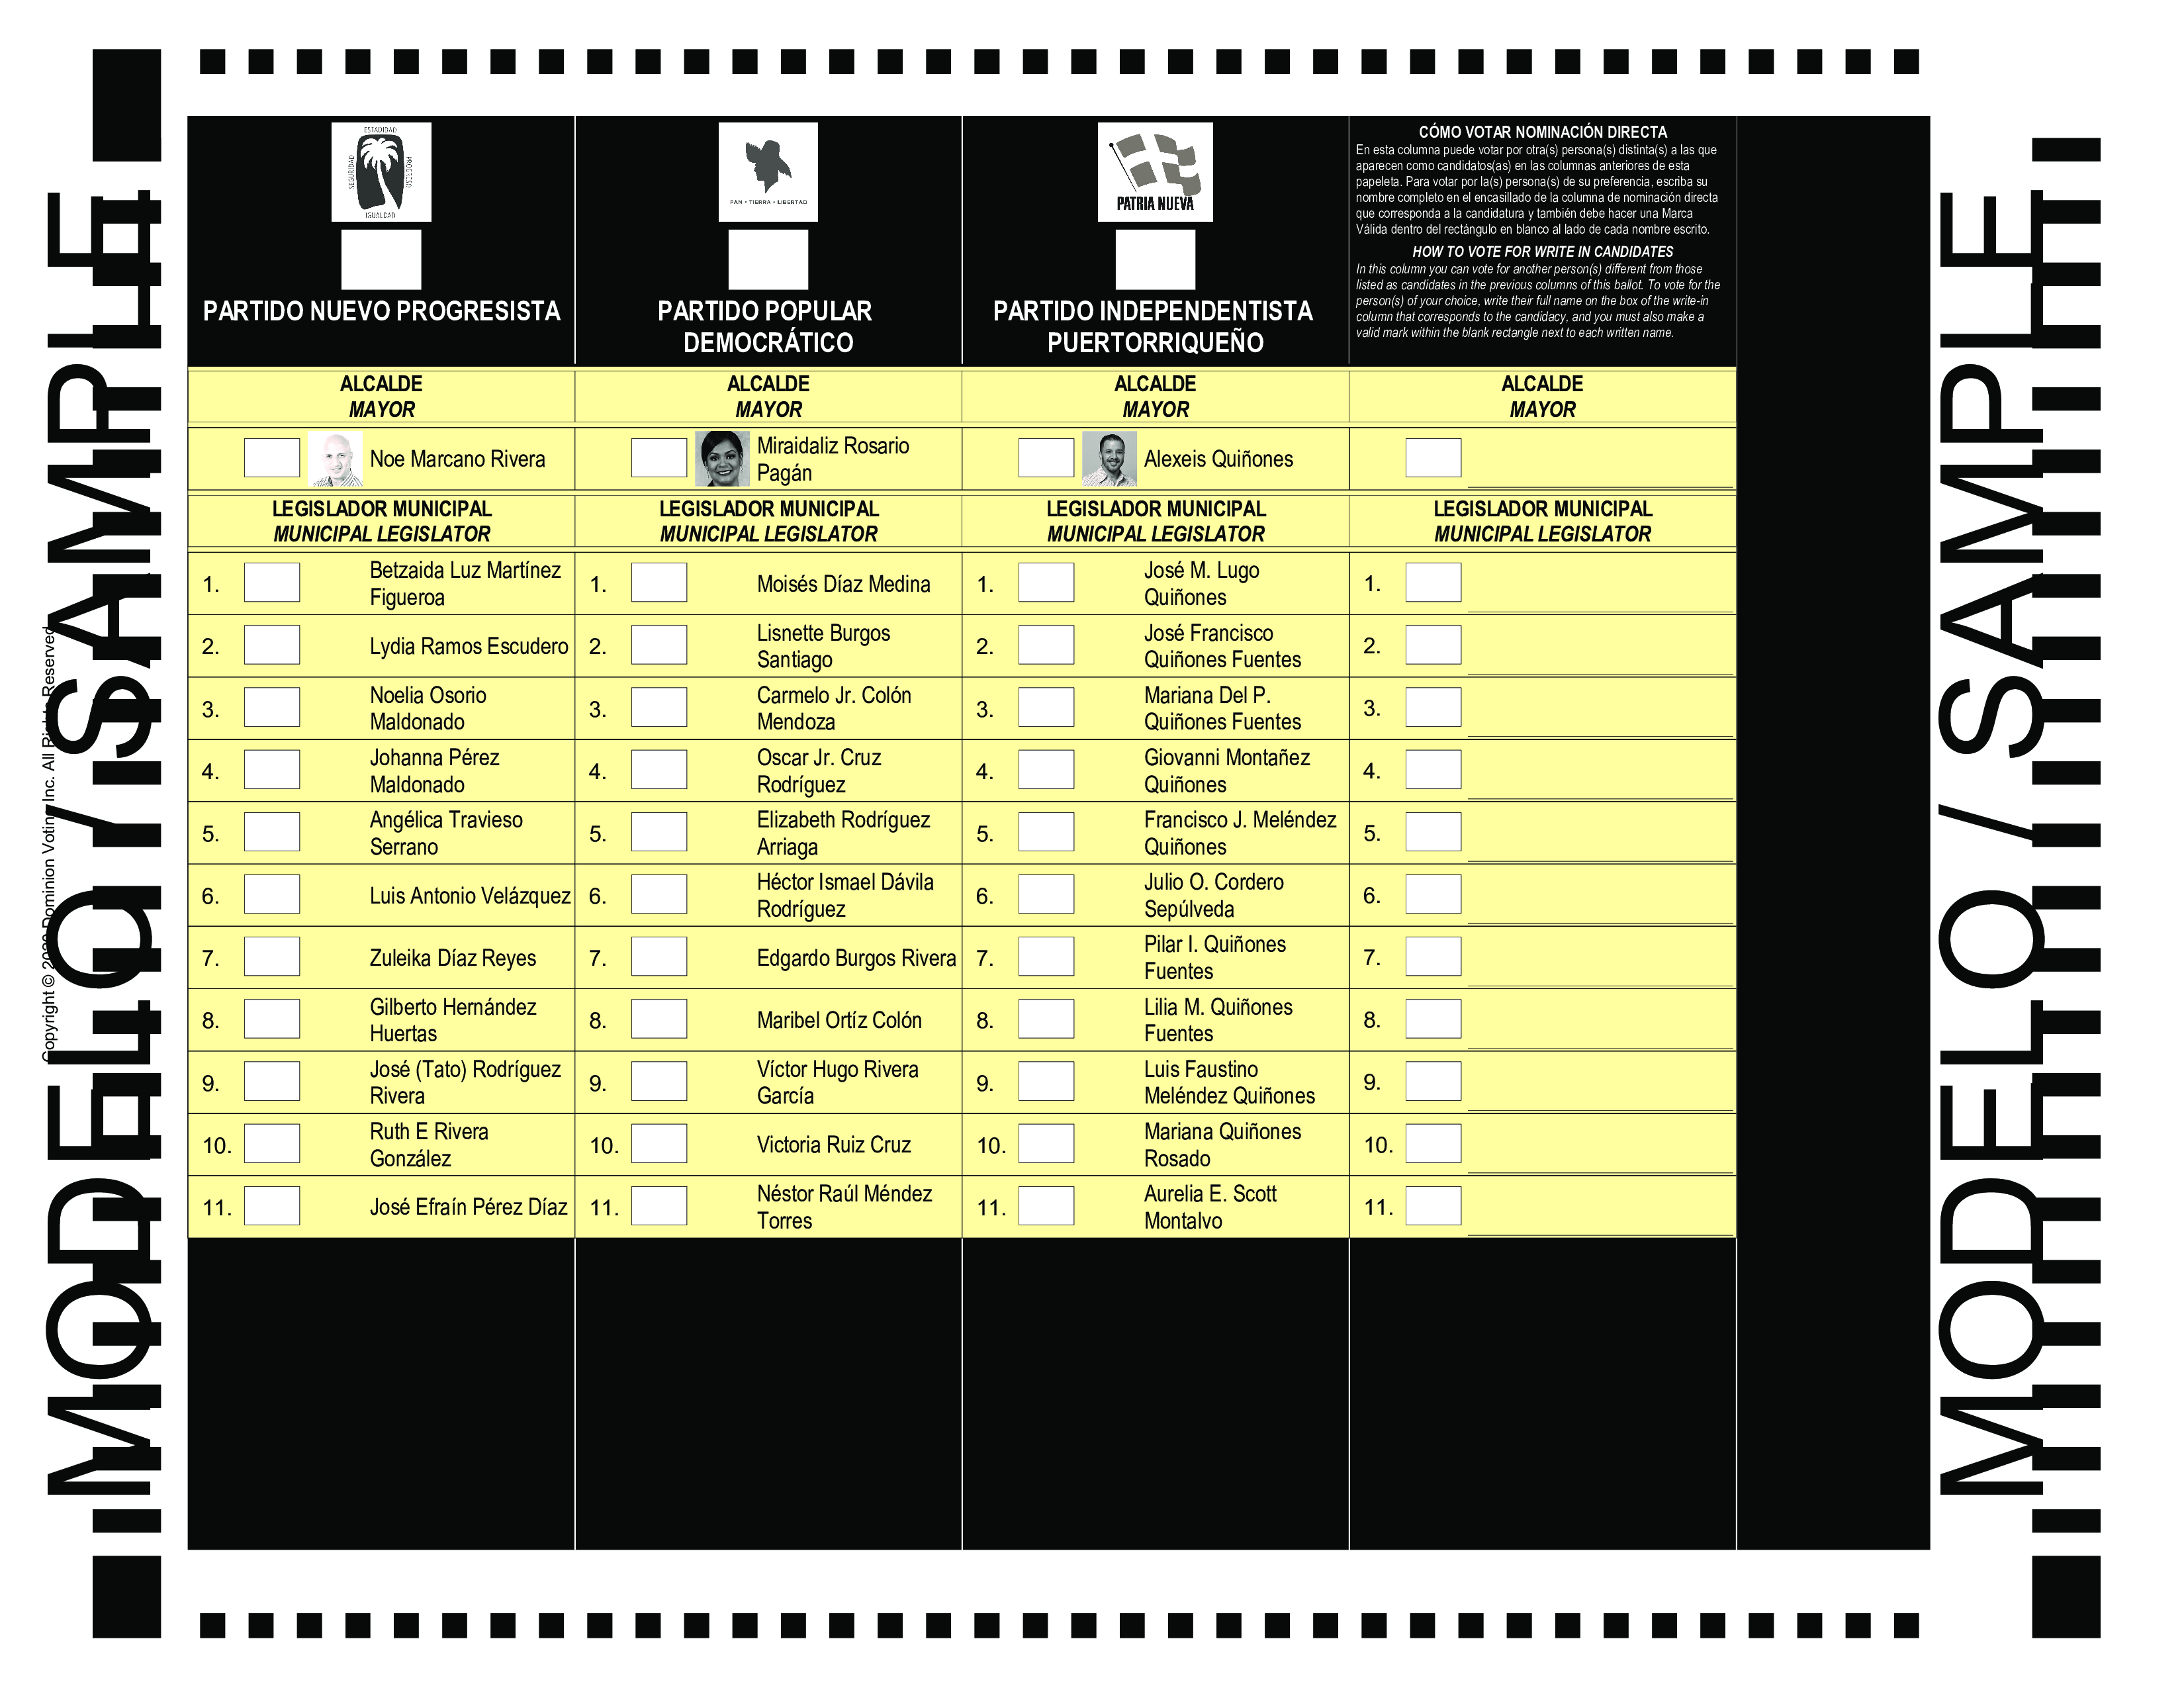 MODELO / SAMPLE
Copyright © 2020 Dominion Voting Inc. All Rights Reserved
ESTADIDAD
SEGURIDAD
PROGRESO
IGUALDAD
PARTIDO NUEVO PROGRESISTA
PAN • TIERRA • LIBERTAD
PARTIDO POPULAR
DEMOCRÁTICO
PATRIA NUEVA
PARTIDO INDEPENDENTISTA
PUERTORRIQUEÑO
CÓMO VOTAR NOMINACIÓN DIRECTA
En esta columna puede votar por otra(s) persona(s) distinta(s) a las que
aparecen como candidatos(as) en las columnas anteriores de esta
papeleta. Para votar por la(s) persona(s) de su preferencia, escriba su
nombre completo en el encasillado de la columna de nominación directa
que corresponda a la candidatura y también debe hacer una Marca
Válida dentro del rectángulo en blanco al lado de cada nombre escrito.
HOW TO VOTE FOR WRITE IN CANDIDATES
In this column you can vote for another person(s) different from those
listed as candidates in the previous columns of this ballot. To vote for the
person(s) of your choice, write their full name on the box of the write-in
column that corresponds to the candidacy, and you must also make a
valid mark within the blank rectangle next to each written name.
ALCALDE
MAYOR
Noe Marcano Rivera
LEGISLADOR MUNICIPAL
MUNICIPAL LEGISLATOR
1. Betzaida Luz Martínez
Figueroa
2. Lydia Ramos Escudero
3. Noelia Osorio
Maldonado
4. Johanna Pérez
Maldonado
5. Angélica Travieso
Serrano
6. Luis Antonio Velázquez
7. Zuleika Díaz Reyes
8. Gilberto Hernández
Huertas
9. José (Tato) Rodríguez
Rivera
10. Ruth E Rivera
González
11. José Efraín Pérez Díaz
ALCALDE
MAYOR
Miraidaliz Rosario
Pagán
LEGISLADOR MUNICIPAL
MUNICIPAL LEGISLATOR
1. Moisés Díaz Medina
2. Lisnette Burgos
Santiago
3. Carmelo Jr. Colón
Mendoza
4. Oscar Jr. Cruz
Rodríguez
5. Elizabeth Rodríguez
Arriaga
6. Héctor Ismael Dávila
Rodríguez
7. Edgardo Burgos Rivera
8. Maribel Ortíz Colón
9. Víctor Hugo Rivera
García
10. Victoria Ruiz Cruz
11. Néstor Raúl Méndez
Torres
ALCALDE
MAYOR
Alexeis Quiñones
LEGISLADOR MUNICIPAL
MUNICIPAL LEGISLATOR
1. José M. Lugo
Quiñones
2. José Francisco
Quiñones Fuentes
3. Mariana Del P.
Quiñones Fuentes
4. Giovanni Montañez
Quiñones
5. Francisco J. Meléndez
Quiñones
6. Julio O. Cordero
Sepúlveda
7. Pilar I. Quiñones
Fuentes
8. Lilia M. Quiñones
Fuentes
9. Luis Faustino
Meléndez Quiñones
10. Mariana Quiñones
Rosado
11. Aurelia E. Scott
Montalvo
ALCALDE
MAYOR
LEGISLADOR MUNICIPAL
MUNICIPAL LEGISLATOR
1.
2.
3.
4.
5.
6.
7.
8.
9.
10.
11.
MODELO / SAMPLE